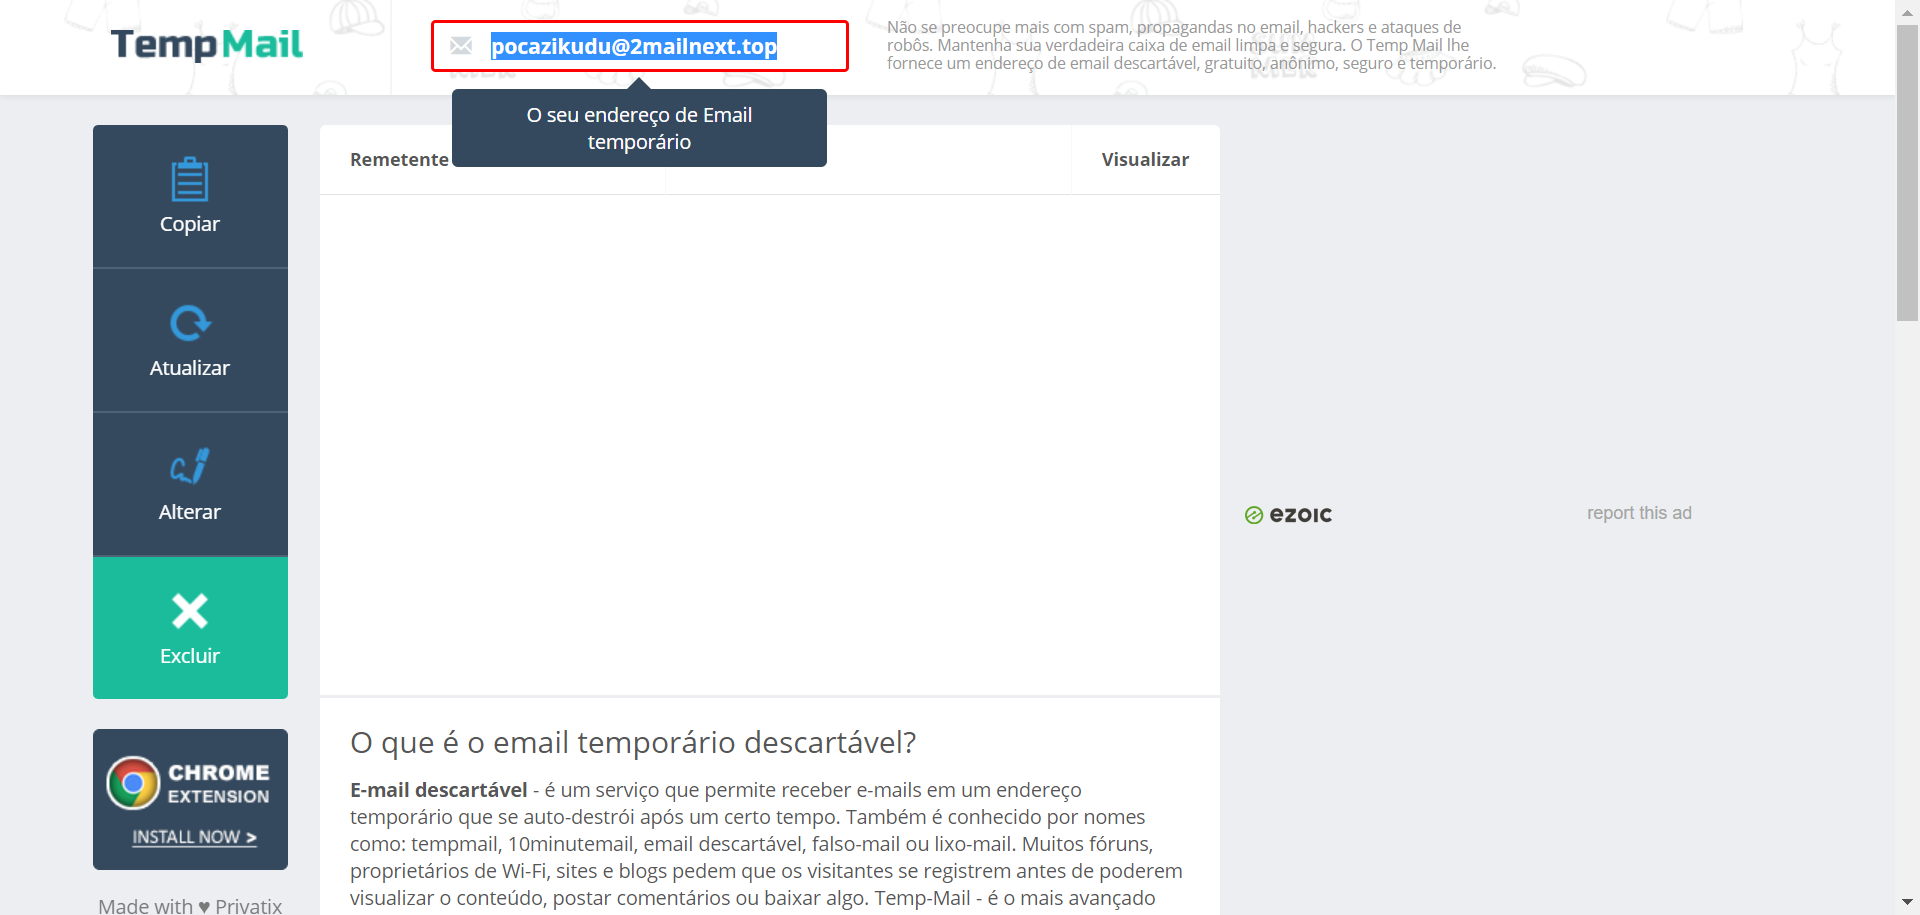 TempMail
pocazikudu@2mailnext.top
Não se preocupe mais com spam, propagandas no email, hackers e ataques de
robôs. Mantenha sua verdadeira caixa de email limpa e segura. O Temp Mail lhe
fornece um endereço de email descartável, gratuito, anônimo, seguro e temporário.
O seu endereço de Email
temporário
Copiar
Atualizar
Alterar
Excluir
CHROME
EXTENSION
INSTALL NOW >
Made with ♥ Privatix
Remetente
Visualizar
ezoic
report this ad
O que é o email temporário descartável?
E-mail descartável - é um serviço que permite receber e-mails em um endereço
temporário que se auto-destrói após um certo tempo. Também é conhecido por nomes
como: tempmail, 10minutemail, email descartável, falso-mail ou lixo-mail. Muitos fóruns,
proprietários de Wi-Fi, sites e blogs pedem que os visitantes se registrem antes de poderem
visualizar o conteúdo, postar comentários ou baixar algo. Temp-Mail - é o mais avançado